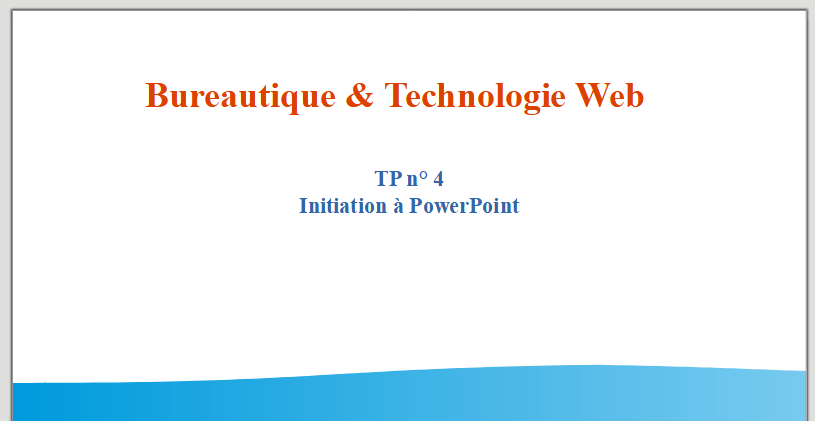 Bureautique & Technologie Web
TP n° 4
Initiation à PowerPoint